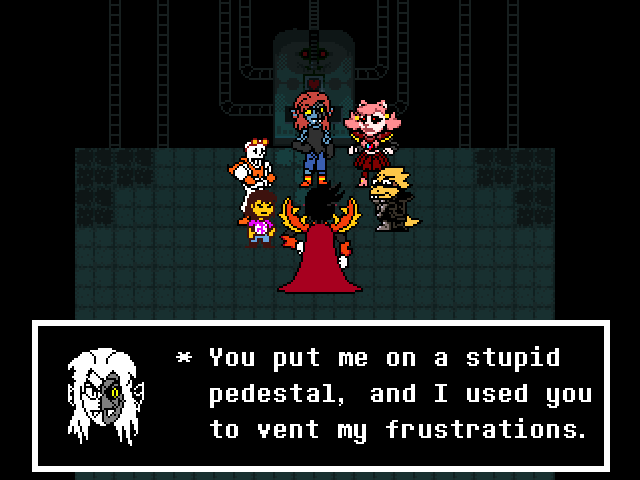 * You put me on a stupid
pedestal, and I used you
to vent my frustrations.